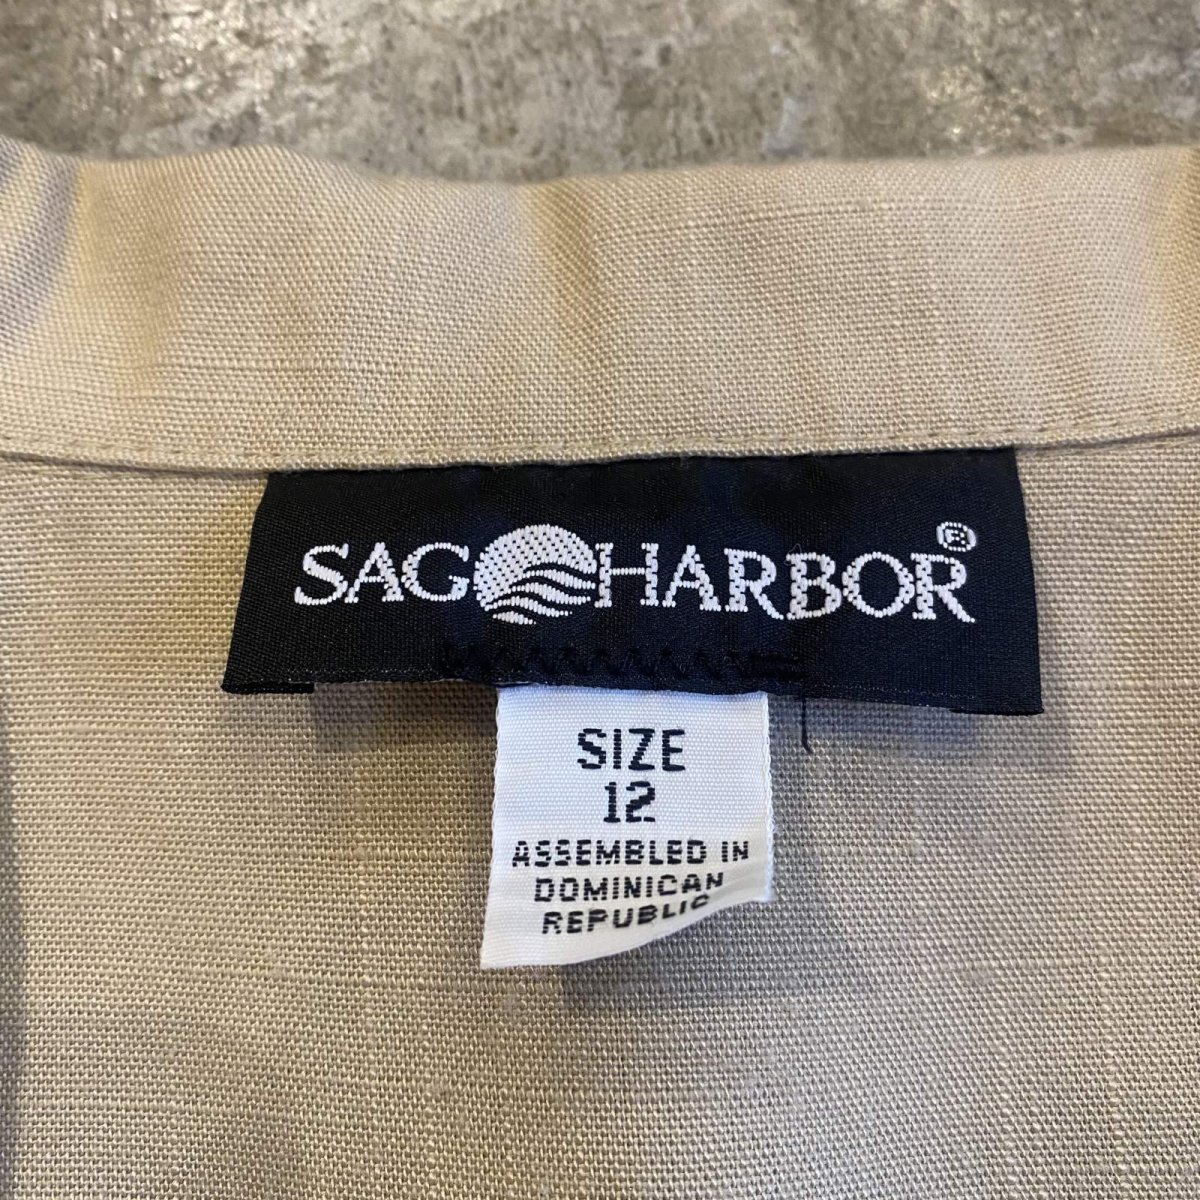 SAG HARBOR®
SIZE
12
ASSEMBLED IN
DOMINICAN
REPUBLIC